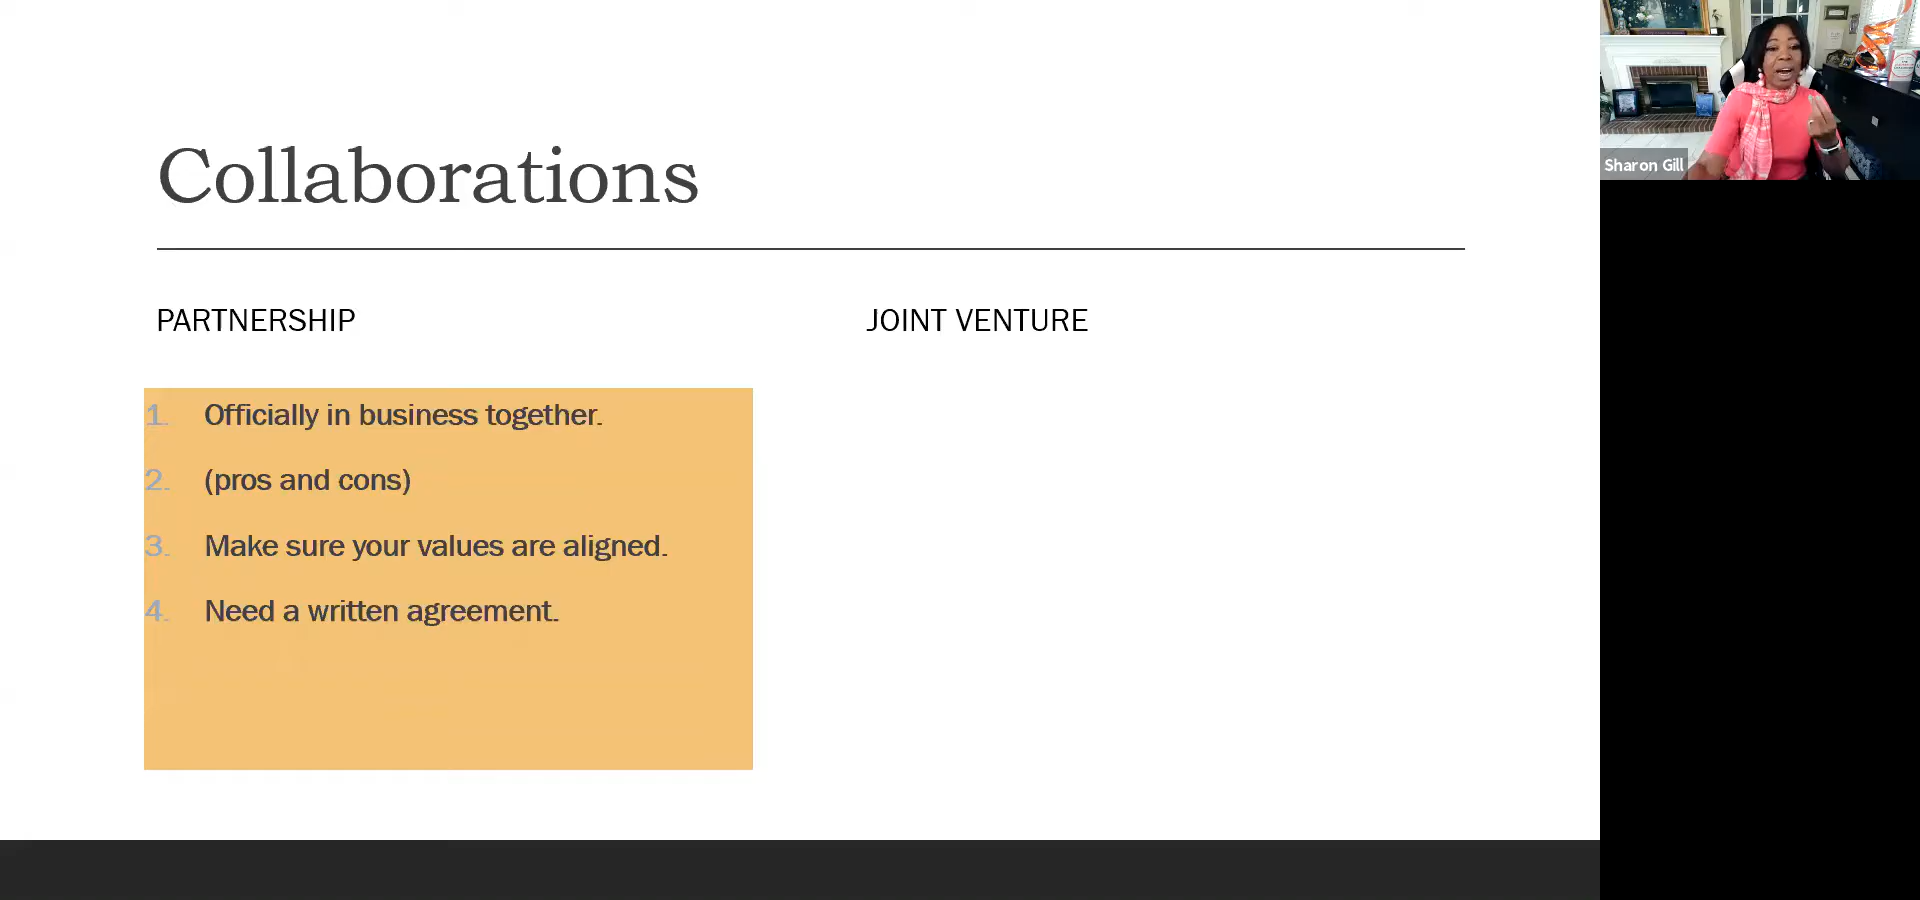 Collaborations
PARTNERSHIP
JOINT VENTURE
1. Officially in business together.
2. (pros and cons)
3. Make sure your values are aligned.
4. Need a written agreement.
Sharon Gill